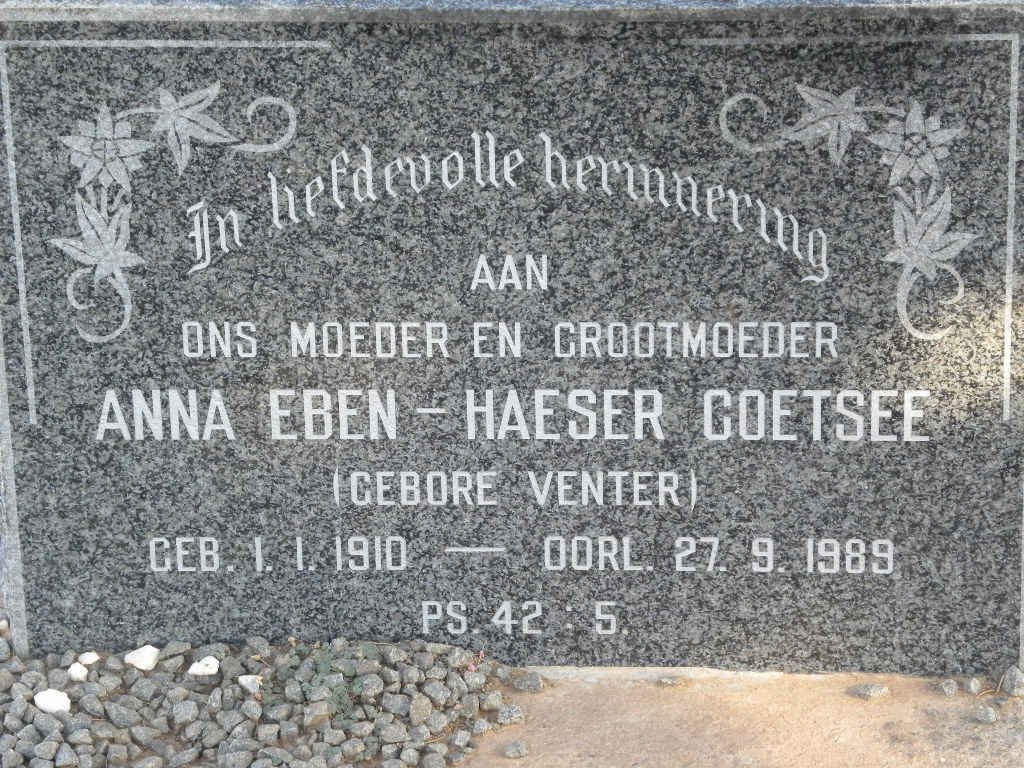 In liefdevolle herinnering
AAN
ONS MOEDER EN GROOTMOEDER
ANNA EBEN-HAESER COETSEE
(GEBORE VENTER)
GEB. 1. 1. 1910 — OORL. 27. 9. 1989
PS. 42 : 5.